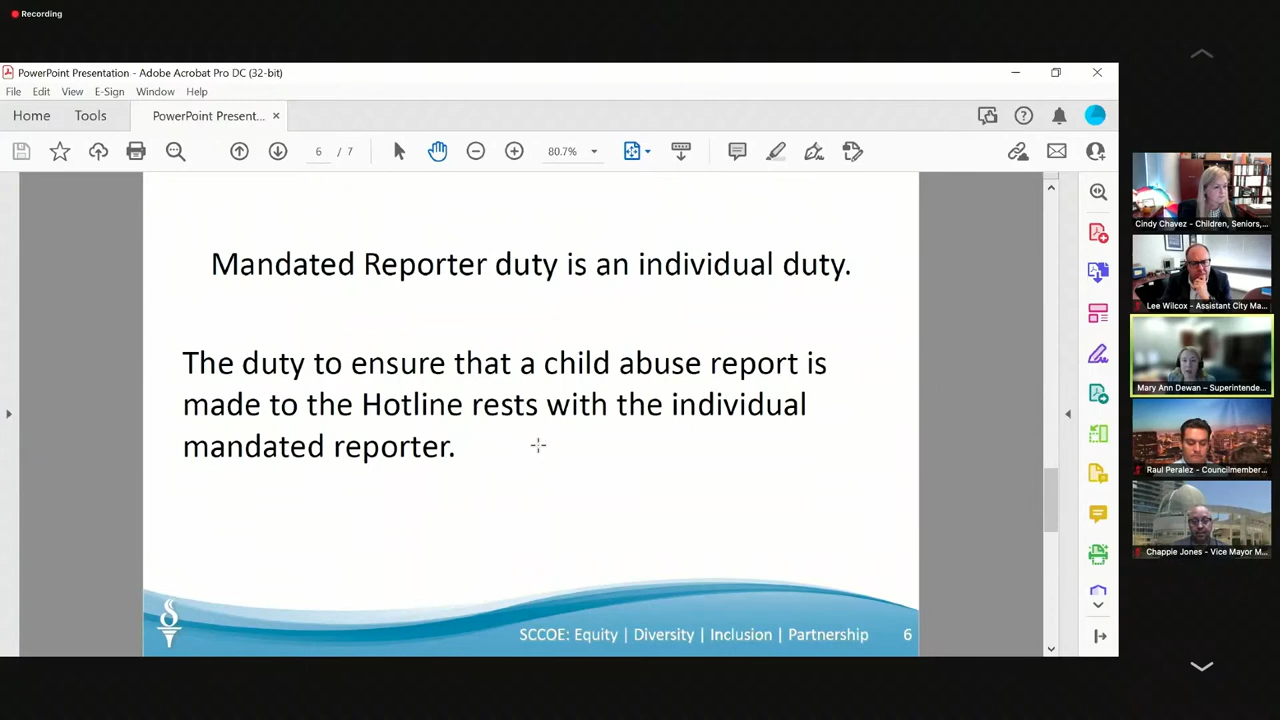 Recording
PowerPoint Presentation - Adobe Acrobat Pro DC (32-bit)
File Edit View E-Sign Window Help
Home Tools PowerPoint Present... ×
6 / 7 80.7%
Mandated Reporter duty is an individual duty.
The duty to ensure that a child abuse report is
made to the Hotline rests with the individual
mandated reporter.
SCCOE: Equity | Diversity | Inclusion | Partnership 6
Cindy Chavez - Children, Seniors,...
Lee Wilcox - Assistant City Ma...
Mary Ann Dewan – Superintende...
Raul Peralez - Councilmember...
Chappie Jones - Vice Mayor M...